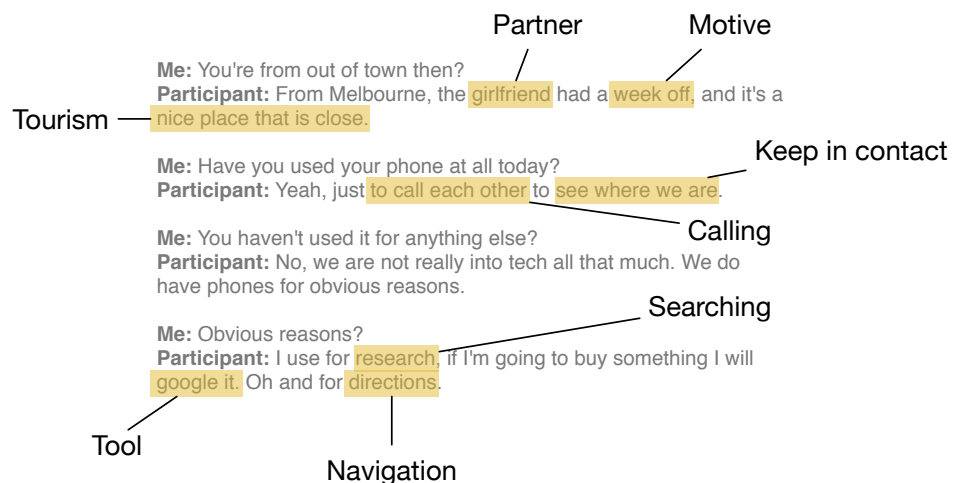 Partner
Motive
Me: You're from out of town then?
Participant: From Melbourne, the girlfriend had a week off, and it's a
Tourism
nice place that is close.
Keep in contact
Me: Have you used your phone at all today?
Participant: Yeah, just to call each other to see where we are.
Calling
Me: You haven't used it for anything else?
Participant: No, we are not really into tech all that much. We do
have phones for obvious reasons.
Searching
Me: Obvious reasons?
Participant: I use for research, if I'm going to buy something I will
google it. Oh and for directions.
Tool
Navigation